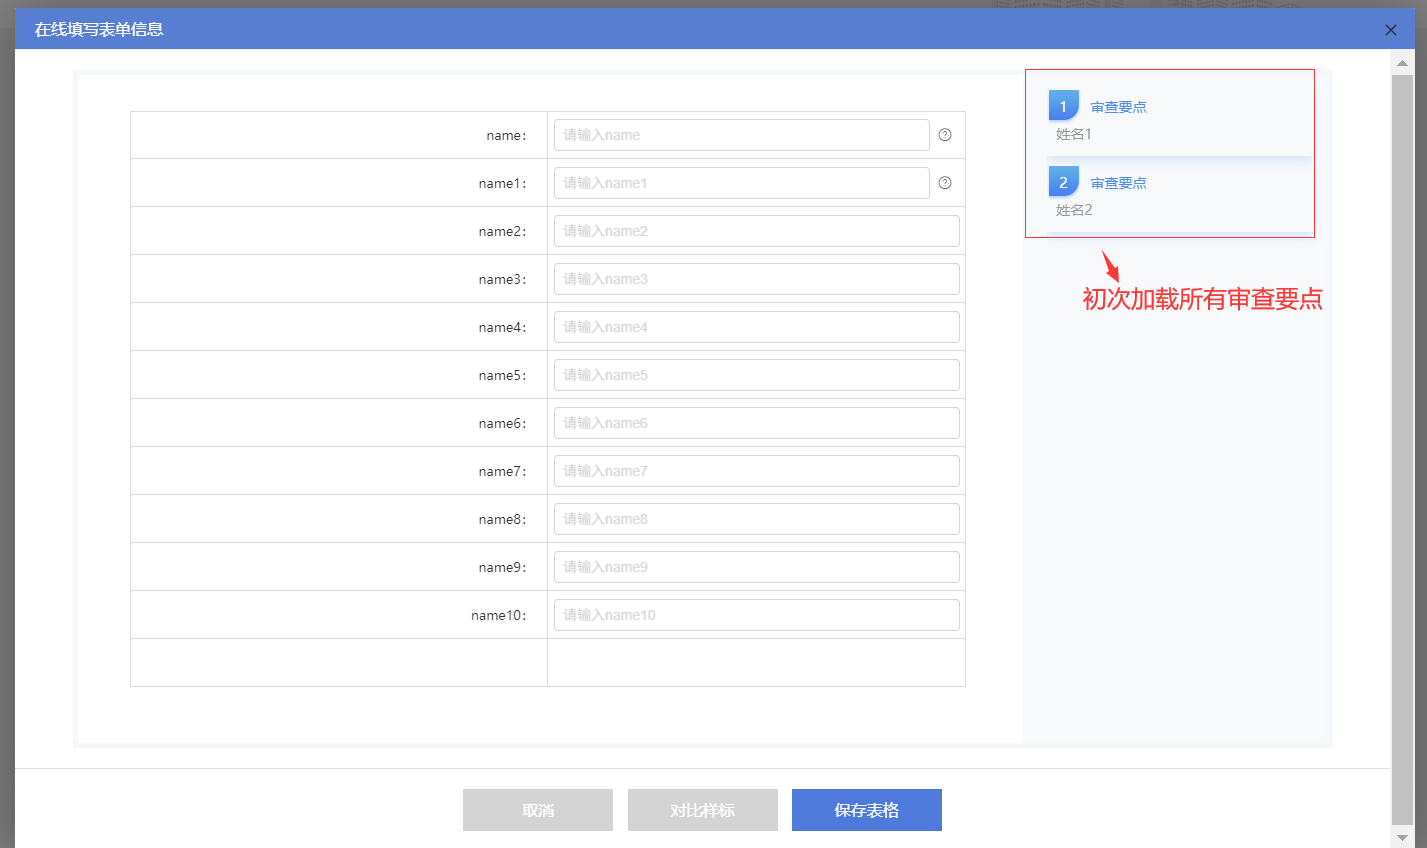 在线填写表单信息
name: 请输入name
name1: 请输入name1
name2: 请输入name2
name3: 请输入name3
name4: 请输入name4
name5: 请输入name5
name6: 请输入name6
name7: 请输入name7
name8: 请输入name8
name9: 请输入name9
name10: 请输入name10
1 审查要点
姓名1
2 审查要点
姓名2
初次加载所有审查要点
取消 对比样标 保存表格